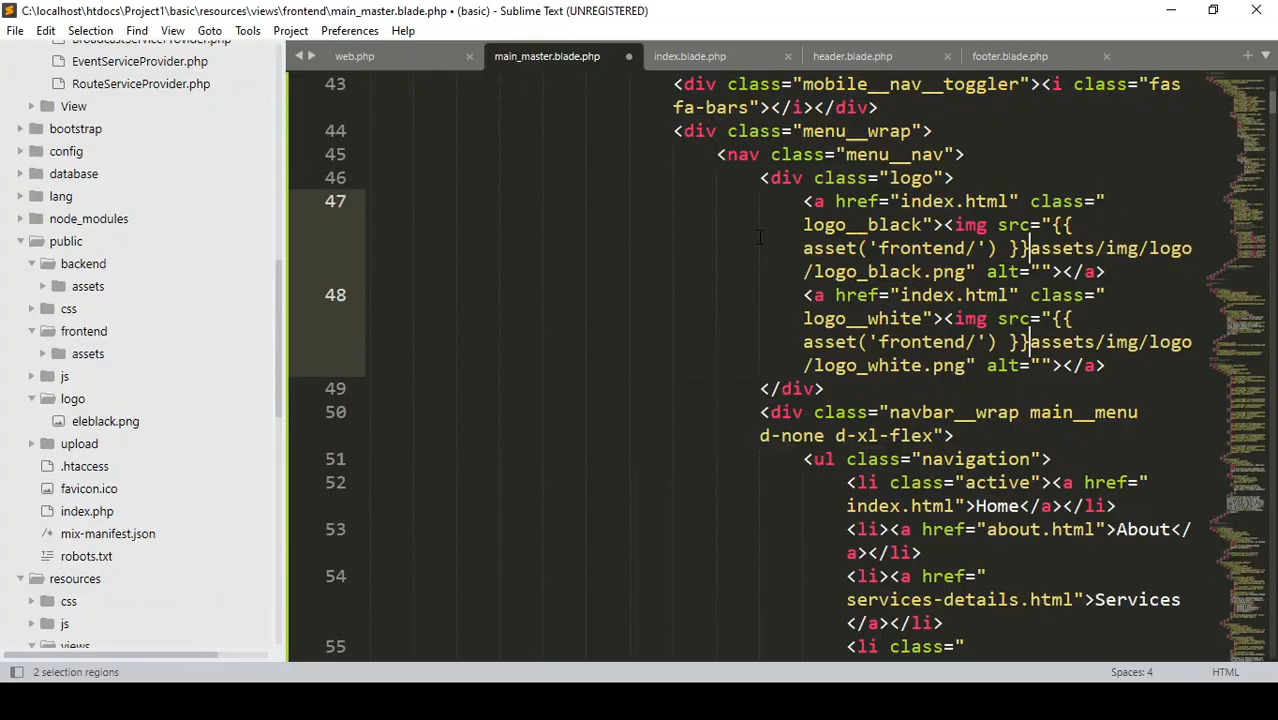 C:\localhost\htdocs\Project1\basic\resources\views\frontend\main_master.blade.php • (basic) - Sublime Text (UNREGISTERED)
File Edit Selection Find View Goto Tools Project Preferences Help
web.php main_master.blade.php index.blade.php header.blade.php footer.blade.php
BroadcastServiceProvider.php
EventServiceProvider.php
RouteServiceProvider.php
View
bootstrap
config
database
lang
node_modules
public
backend
assets
css
frontend
assets
js
logo
eleblack.png
upload
.htaccess
favicon.ico
index.php
mix-manifest.json
robots.txt
resources
css
js
views
43 <div class="mobile__nav__toggler"><i class="fas
fa-bars"></i></div>
44 <div class="menu__wrap">
45 <nav class="menu__nav">
46 <div class="logo">
47 <a href="index.html" class="
logo__black"><img src="{{
asset('frontend/') }}assets/img/logo
/logo_black.png" alt=""></a>
48 <a href="index.html" class="
logo__white"><img src="{{
asset('frontend/') }}assets/img/logo
/logo_white.png" alt=""></a>
49 </div>
50 <div class="navbar__wrap main__menu
d-none d-xl-flex">
51 <ul class="navigation">
52 <li class="active"><a href="
index.html">Home</a></li>
53 <li><a href="about.html">About</
a></li>
54 <li><a href="
services-details.html">Services
</a></li>
55 <li class="
2 selection regions Spaces: 4 HTML